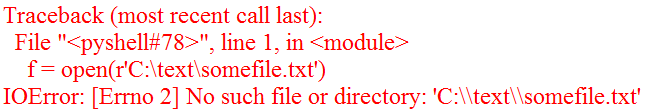 Traceback (most recent call last):
  File "<pyshell#78>", line 1, in <module>
    f = open(r'C:\text\somefile.txt')
IOError: [Errno 2] No such file or directory: 'C:\\text\\somefile.txt'